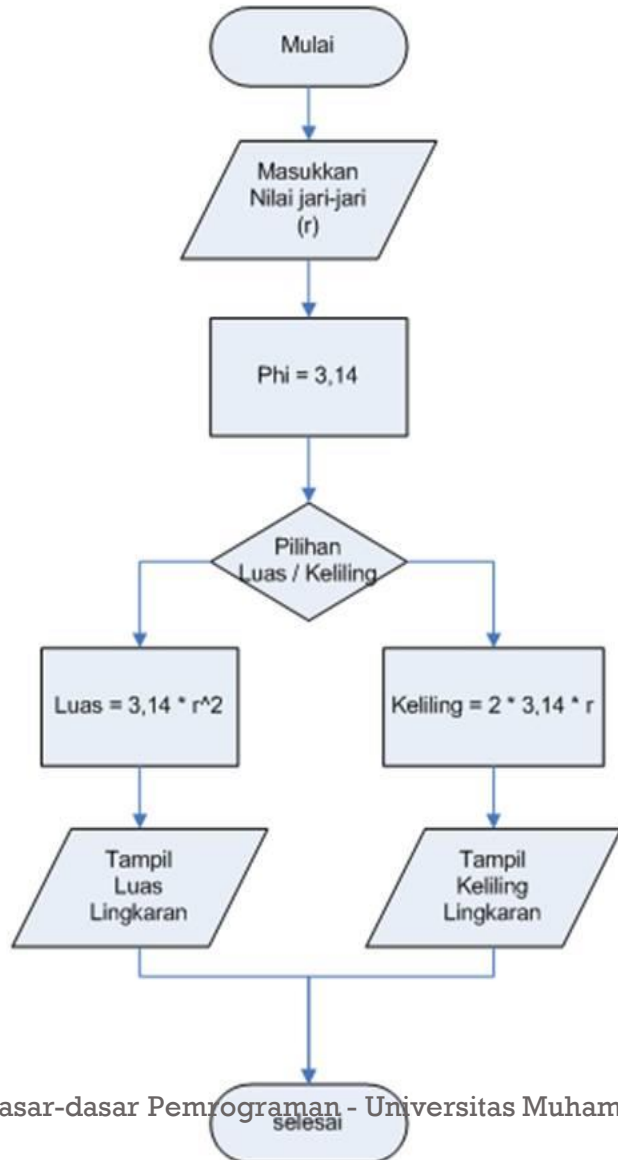 Mulai
Masukkan
Nilai jari-jari
(r)
Phi = 3,14
Pilihan
Luas / Keliling
Luas = 3,14 * r^2
Keliling = 2 * 3,14 * r
Tampil
Luas
Lingkaran
Tampil
Keliling
Lingkaran
asar-dasar Pemrograman - Universitas Muham
selesai